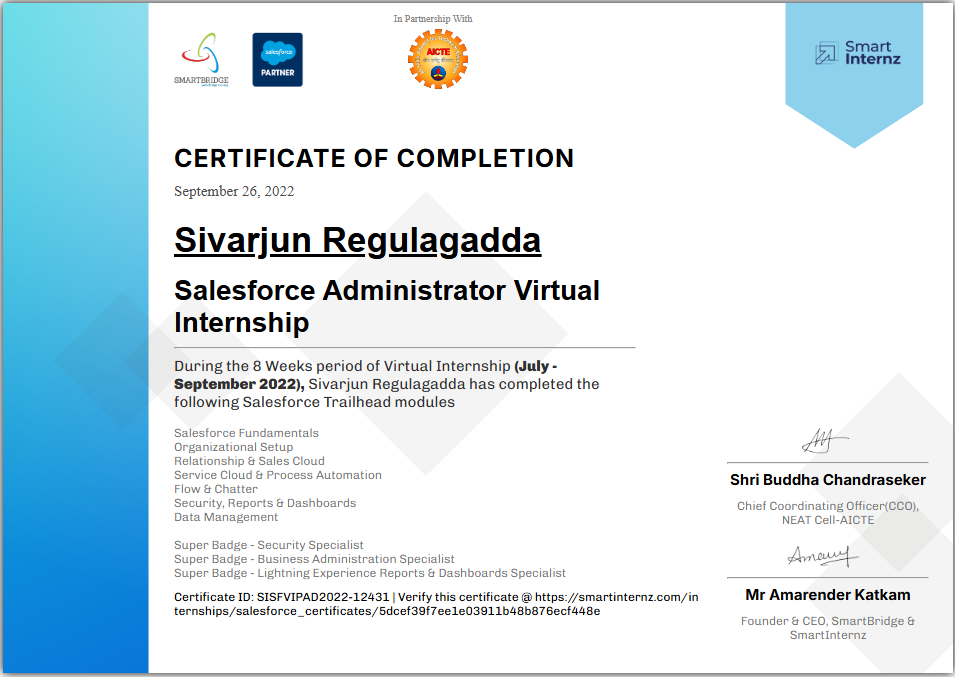 In Partnership With
SMARTBRIDGE
salesforce
PARTNER
AICTE
Smart
Internz
CERTIFICATE OF COMPLETION
September 26, 2022
Sivarjun Regulagadda
Salesforce Administrator Virtual
Internship
During the 8 Weeks period of Virtual Internship (July -
September 2022), Sivarjun Regulagadda has completed the
following Salesforce Trailhead modules
Salesforce Fundamentals
Organizational Setup
Relationship & Sales Cloud
Service Cloud & Process Automation
Flow & Chatter
Security, Reports & Dashboards
Data Management
Super Badge - Security Specialist
Super Badge - Business Administration Specialist
Super Badge - Lightning Experience Reports & Dashboards Specialist
Certificate ID: SISFVIPAD2022-12431 | Verify this certificate @ https://smartinternz.com/in
ternships/salesforce_certificates/5dcef39f7ee1e03911b48b876ecf448e
Shri Buddha Chandraseker
Chief Coordinating Officer(CCO),
NEAT Cell-AICTE
Mr Amarender Katkam
Founder & CEO, SmartBridge &
SmartInternz